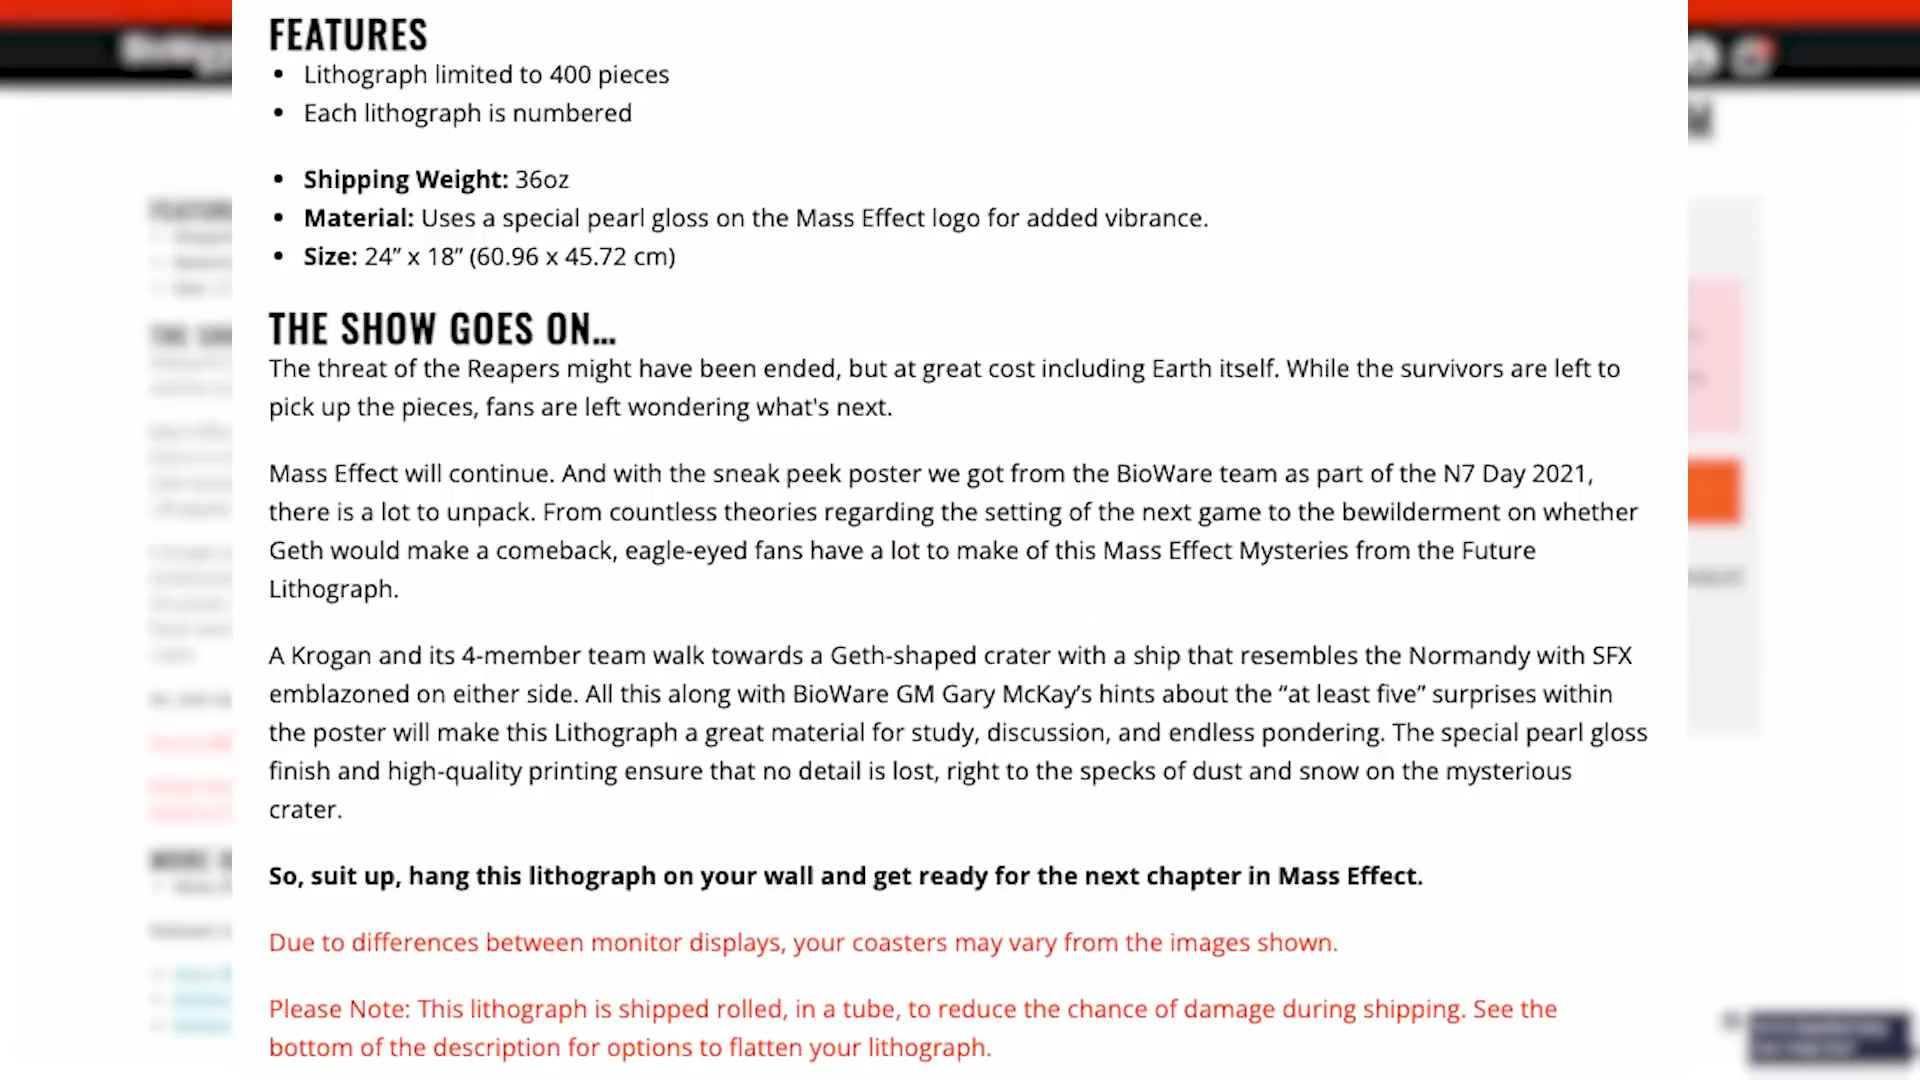 FEATURES
• Lithograph limited to 400 pieces
• Each lithograph is numbered
• Shipping Weight: 36oz
• Material: Uses a special pearl gloss on the Mass Effect logo for added vibrance.
• Size: 24” x 18” (60.96 x 45.72 cm)
THE SHOW GOES ON...
The threat of the Reapers might have been ended, but at great cost including Earth itself. While the survivors are left to
pick up the pieces, fans are left wondering what's next.
Mass Effect will continue. And with the sneak peek poster we got from the BioWare team as part of the N7 Day 2021,
there is a lot to unpack. From countless theories regarding the setting of the next game to the bewilderment on whether
Geth would make a comeback, eagle-eyed fans have a lot to make of this Mass Effect Mysteries from the Future
Lithograph.
A Krogan and its 4-member team walk towards a Geth-shaped crater with a ship that resembles the Normandy with SFX
emblazoned on either side. All this along with BioWare GM Gary McKay’s hints about the “at least five” surprises within
the poster will make this Lithograph a great material for study, discussion, and endless pondering. The special pearl gloss
finish and high-quality printing ensure that no detail is lost, right to the specks of dust and snow on the mysterious
crater.
So, suit up, hang this lithograph on your wall and get ready for the next chapter in Mass Effect.
Due to differences between monitor displays, your coasters may vary from the images shown.
Please Note: This lithograph is shipped rolled, in a tube, to reduce the chance of damage during shipping. See the
bottom of the description for options to flatten your lithograph.